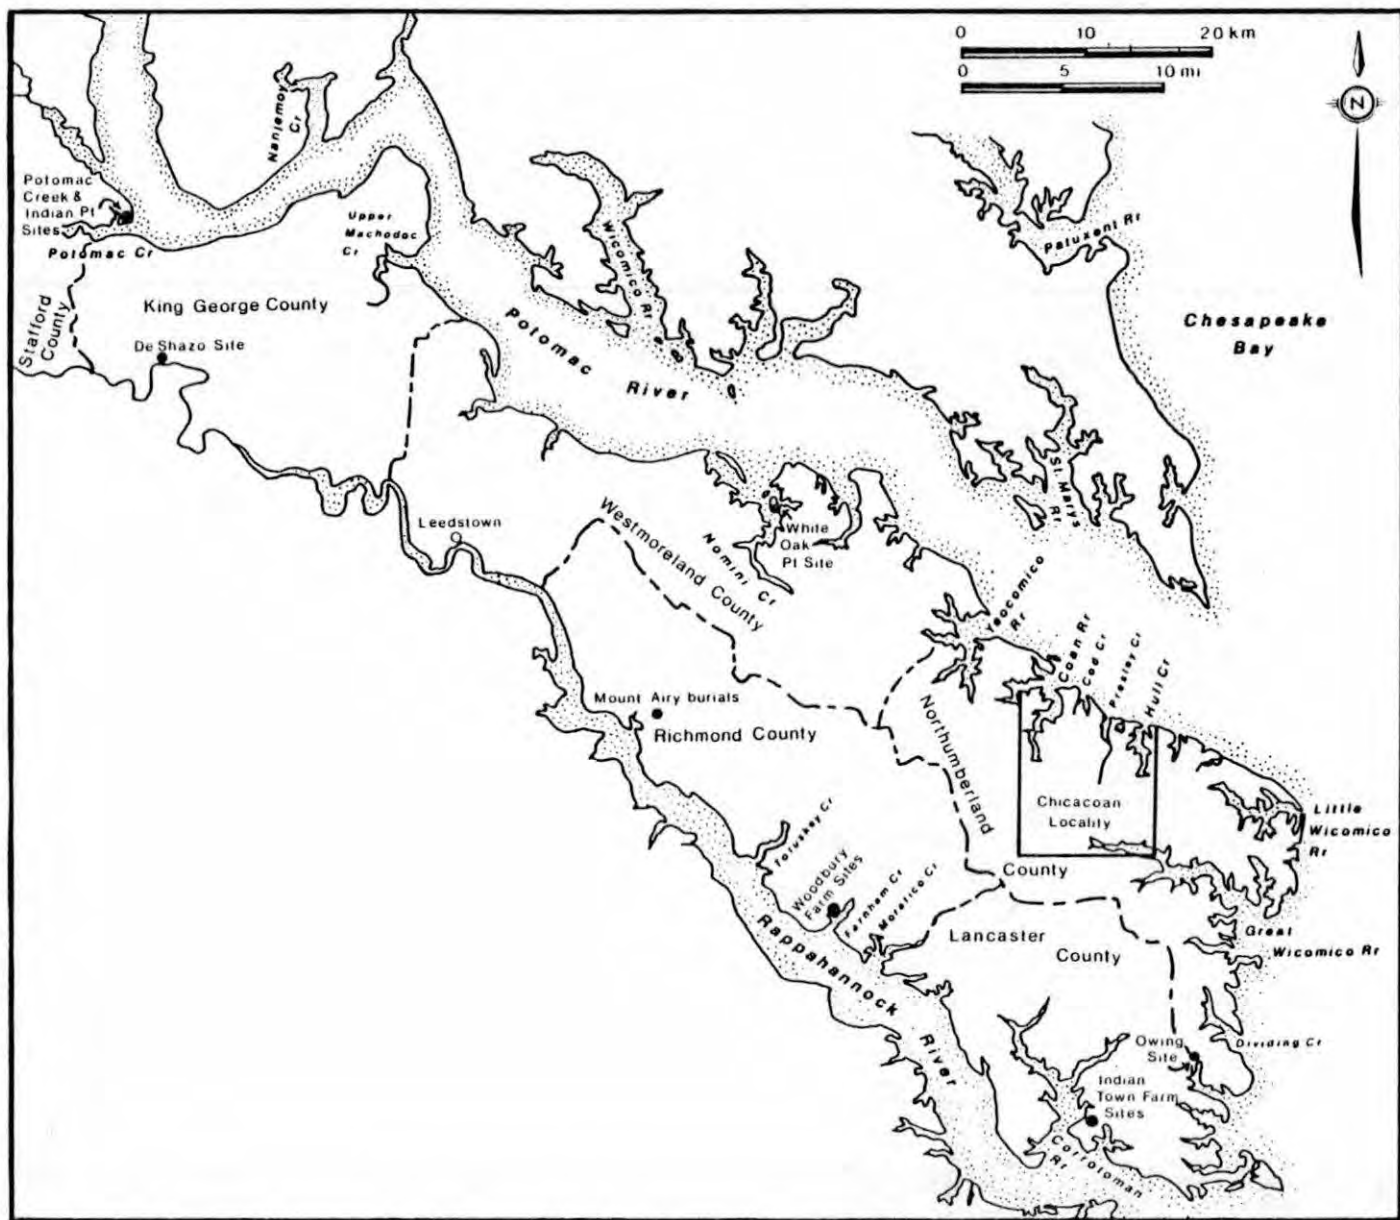 0 10 20 km
0 5 10 mi
N
Nanjemoy
Cr
Potomac
Creek &
Indian Pt
Sites
Potomac Cr
Upper
Machodoc
Cr
Wicomico Rr
Patuxent Rr
Chesapeake
Bay
Stafford
County
King George County
De Shazo Site
Potomac River
St. Marys
Rr
Leedstown
Westmoreland County
Nomini Cr
White
Oak
Pt Site
Yeocomico
Rr
Coan Rr
Cod Cr
Presley Cr
Hull Cr
Mount Airy burials
Richmond County
Northumberland
County
Chicacoan
Locality
Little
Wicomico
Rr
Toruskey Cr
Woodbury
Farm Sites
Farnham Cr
Moratico Cr
Lancaster
County
Great
Wicomico Rr
Rappahannock River
Dividing Cr
Owing
Site
Indian
Town Farm
Sites
Corrotoman
Rr